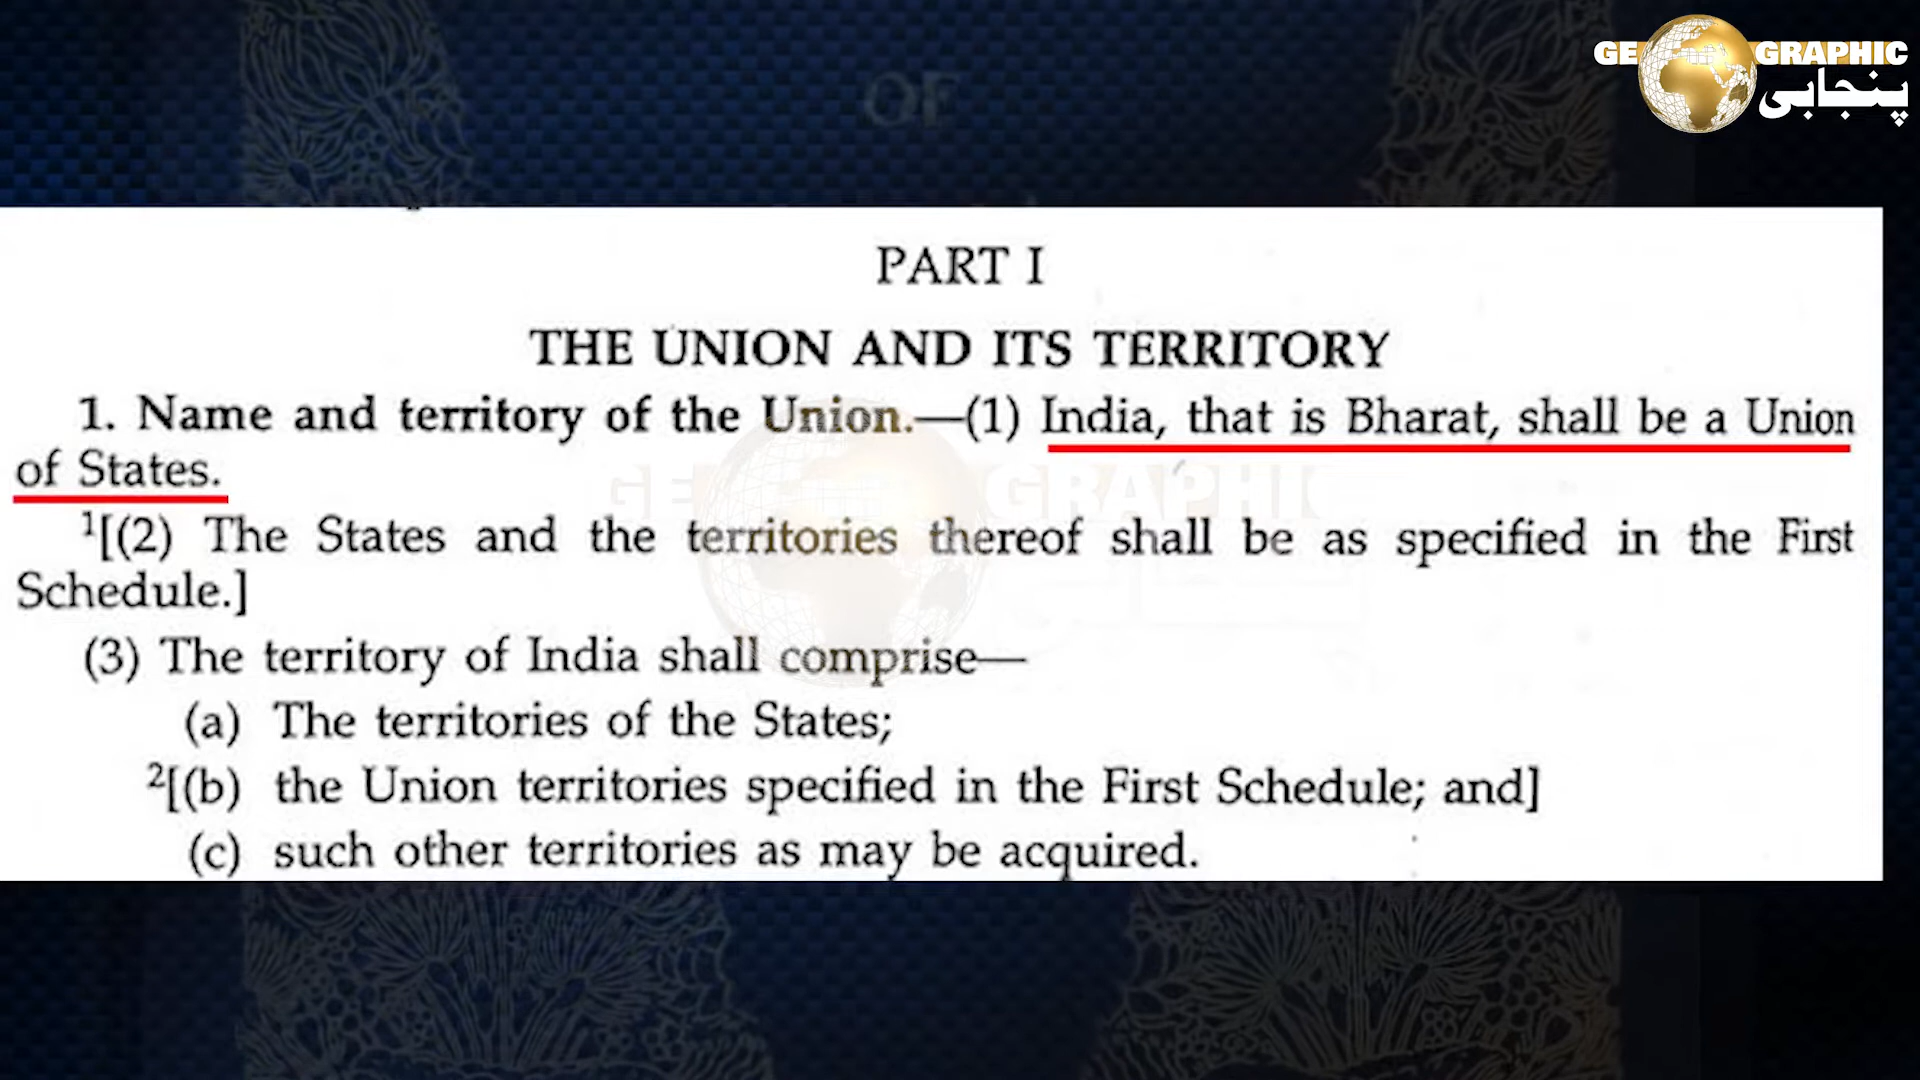 GEOGRAPHIC
پنجابی
OF
PART I
THE UNION AND ITS TERRITORY
1. Name and territory of the Union.—(1) India, that is Bharat, shall be a Union
of States.
¹[(2) The States and the territories thereof shall be as specified in the First
Schedule.]
(3) The territory of India shall comprise—
(a) The territories of the States;
²[(b) the Union territories specified in the First Schedule; and]
(c) such other territories as may be acquired.